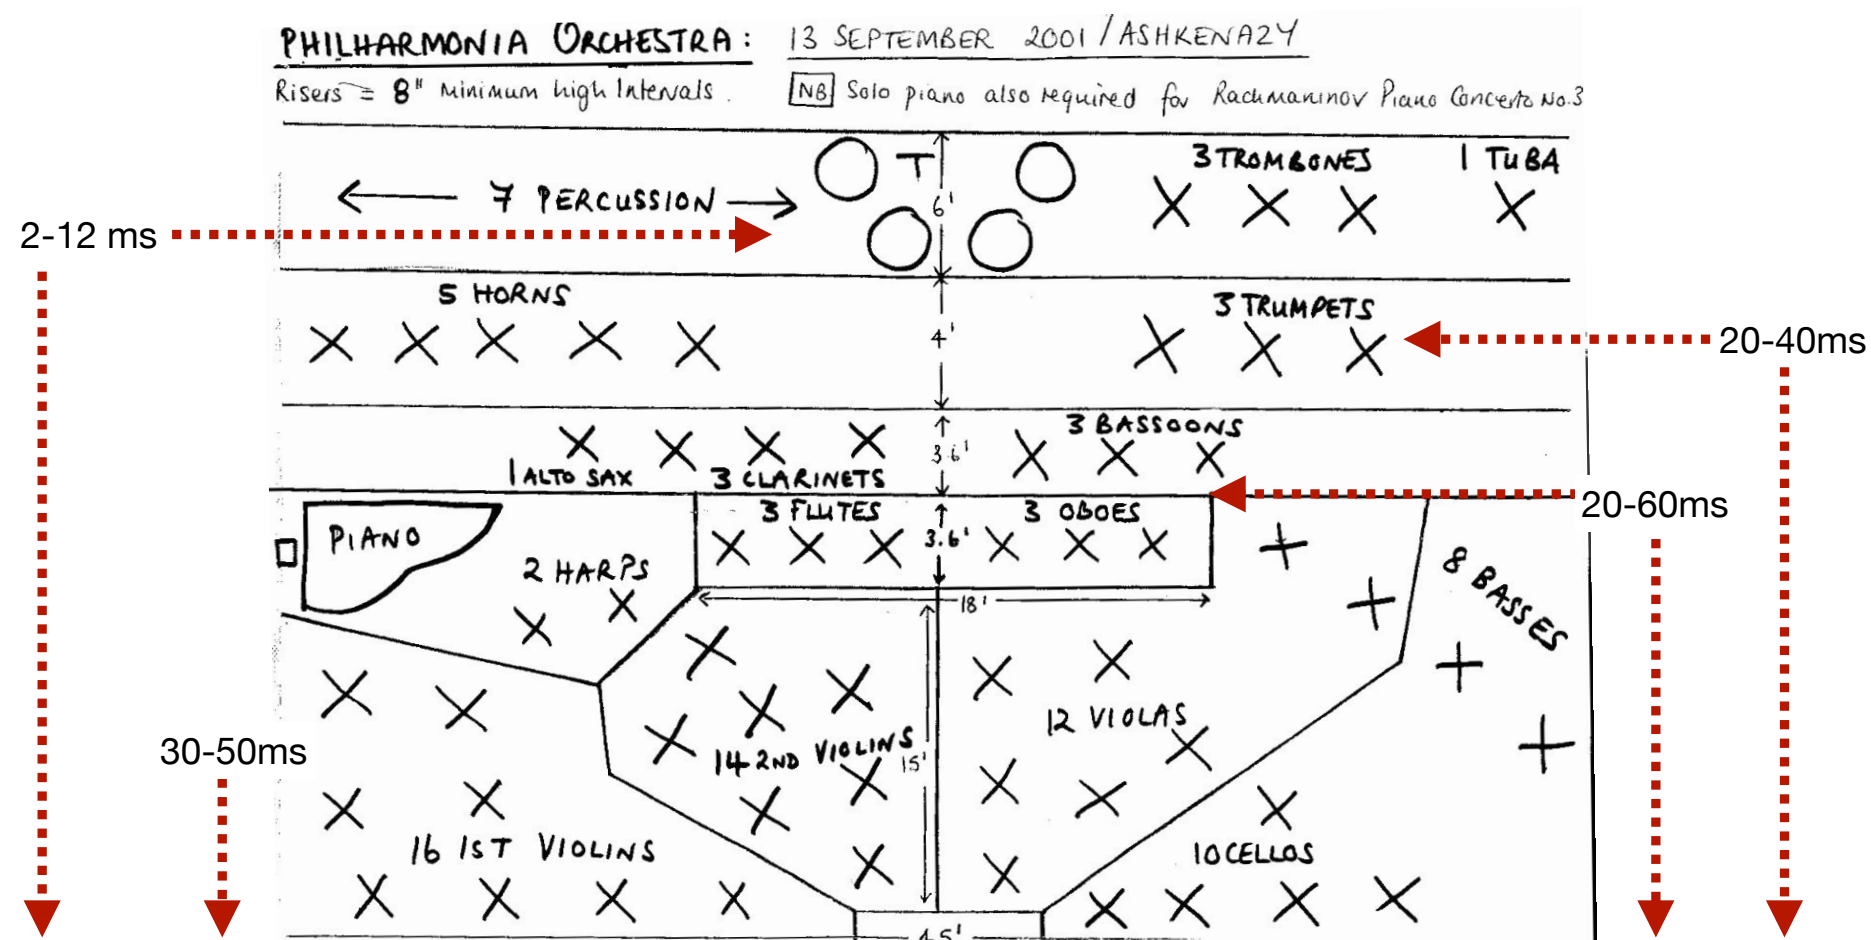 PHILHARMONIA ORCHESTRA: 13 SEPTEMBER 2001 / ASHKENAZY
Risers = 8" Minimum high Intervals. NB Solo piano also required for Rachmaninov Piano Concerto No.3
7 PERCUSSION T 3 TROMBONES 1 TUBA
6'
2-12 ms
5 HORNS 3 TRUMPETS
4' 20-40ms
3 BASSOONS
3.6'
1 ALTO SAX 3 CLARINETS
20-60ms
3 FLUTES 3 OBOES
PIANO 3.6'
2 HARPS 8 BASSES
18'
12 VIOLAS
30-50ms 14 2ND VIOLINS 15'
16 1ST VIOLINS 10 CELLOS
4.5'